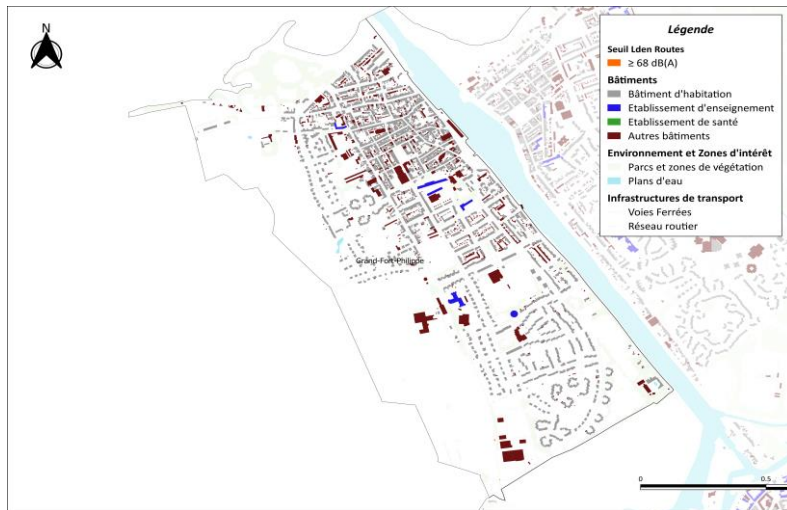 N
Légende
Seuil Lden Routes
≥ 68 dB(A)
Bâtiments
Bâtiment d'habitation
Etablissement d'enseignement
Etablissement de santé
Autres bâtiments
Environnement et Zones d'intérêt
Parcs et zones de végétation
Plans d'eau
Infrastructures de transport
Voies Ferrées
Réseau routier
Grand-Fort-Philippe
0 0.5